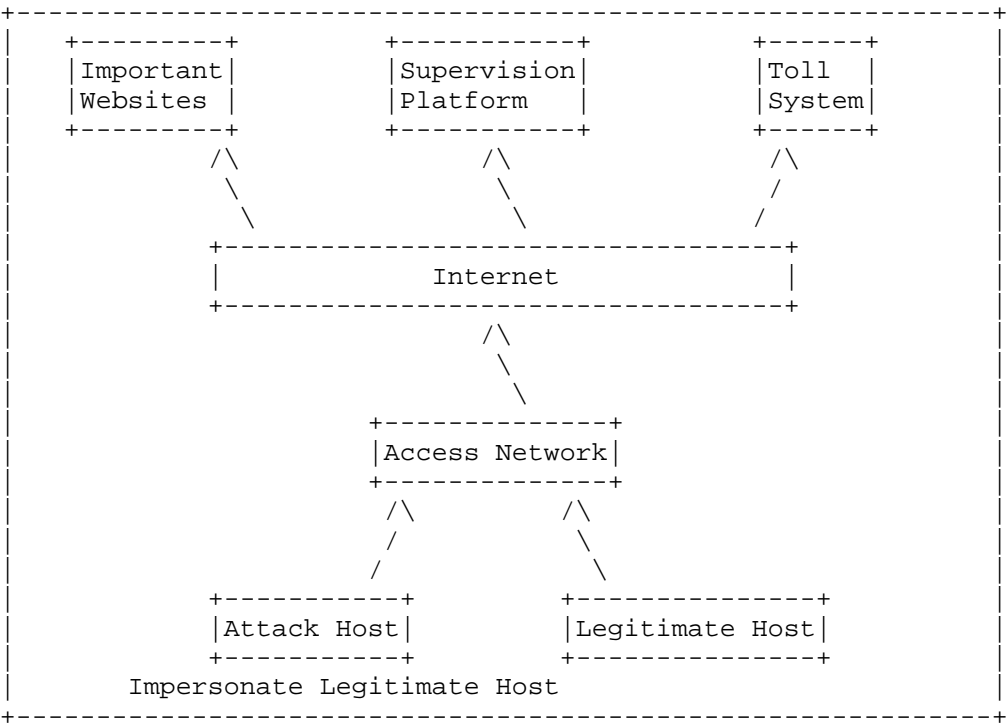 Important Supervision Toll
Websites Platform System
Internet
Access Network
Attack Host Legitimate Host
Impersonate Legitimate Host